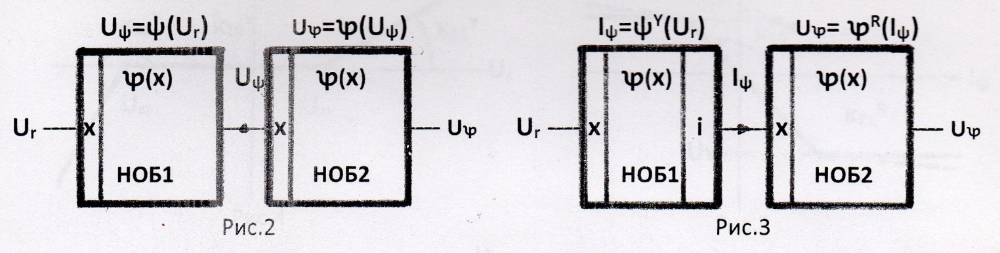 Uψ=ψ(Uᵣ)
Uφ=φ(Uψ)
φ(x)
Uψ
φ(x)
Uᵣ
x
x
Uφ
НОБ1
НОБ2
Рис.2
Iψ=ψʸ(Uᵣ)
Uφ= φᴿ(Iψ)
φ(x)
Iψ
φ(x)
Uᵣ
x
i
x
Uφ
НОБ1
НОБ2
Рис.3